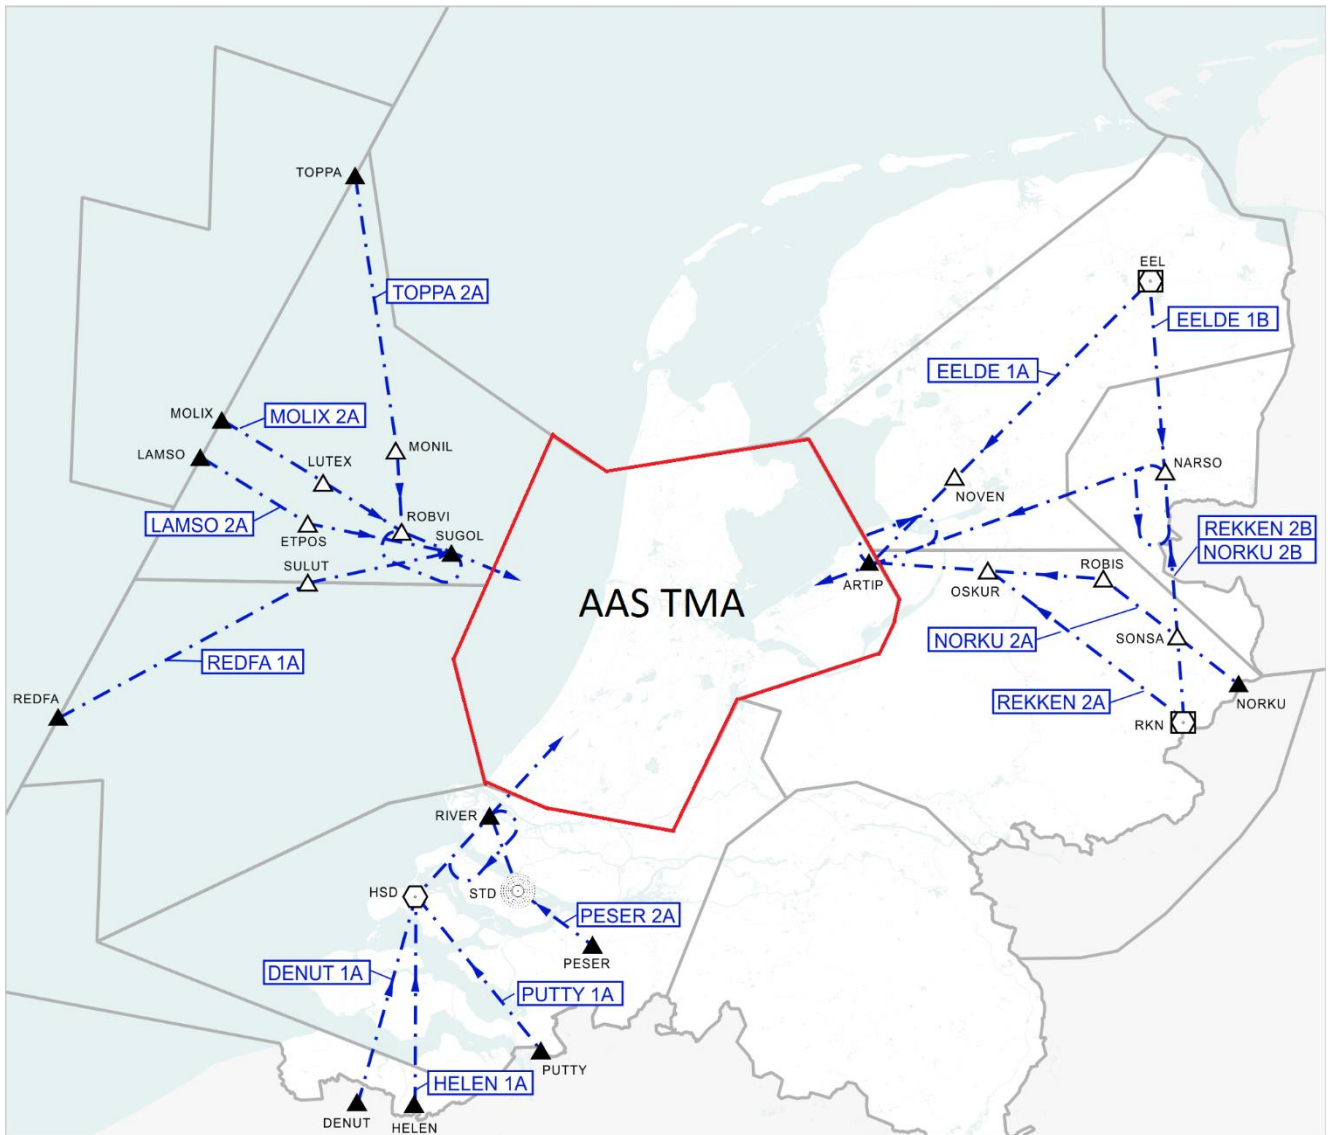 TOPPA
EEL
TOPPA 2A
EELDE 1B
EELDE 1A
MOLIX
MOLIX 2A
LAMSO
LUTEX
MONIL
NARSO
NOVEN
LAMSO 2A
ETPOS
ROBVI
SUGOL
REKKEN 2B
NORKU 2B
SULUT
ARTIP
OSKUR
ROBIS
AAS TMA
NORKU 2A
SONSA
REDFA 1A
REDFA
REKKEN 2A
RKN
NORKU
RIVER
HSD
STD
PESER 2A
PESER
DENUT 1A
PUTTY 1A
PUTTY
HELEN 1A
DENUT
HELEN